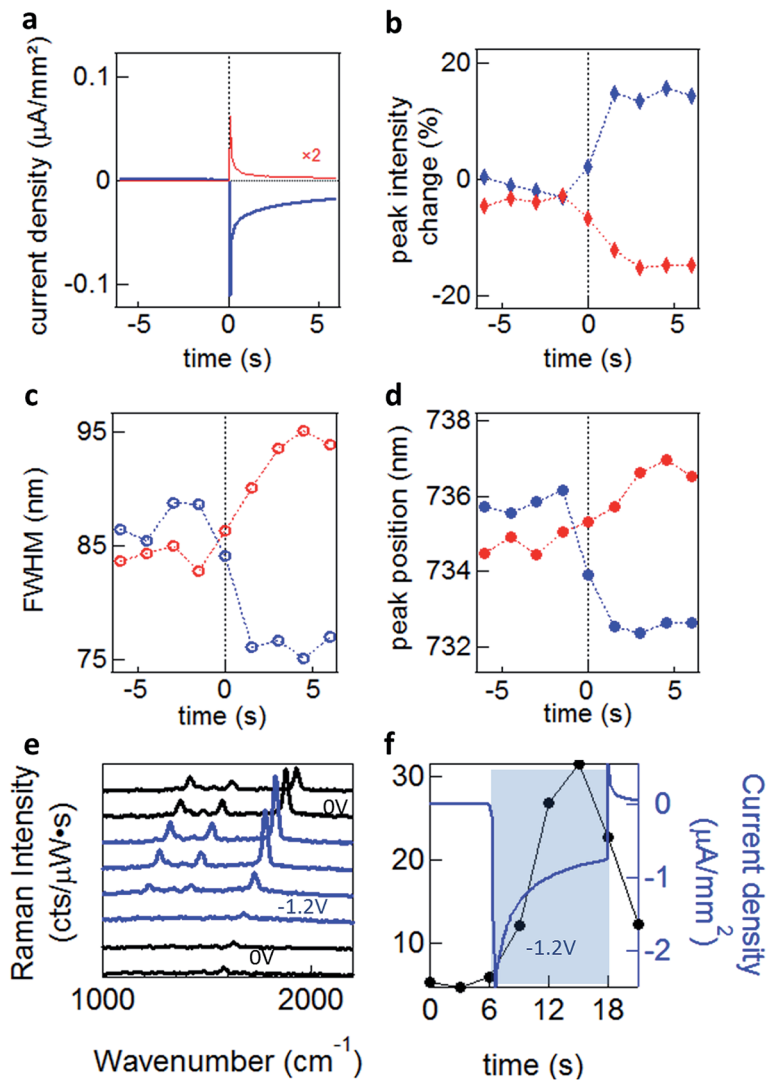 a
b
current density (μA/mm²)
0.1
0
-0.1
×2
-5
0
5
time (s)
peak intensity
change (%)
20
0
-20
-5
0
5
time (s)
c
d
FWHM (nm)
95
85
75
-5
0
5
time (s)
peak position (nm)
738
736
734
732
-5
0
5
time (s)
e
f
Raman Intensity
(cts/μW•s)
0V
-1.2V
0V
1000
2000
Wavenumber (cm-1)
30
20
10
-1.2V
0
6
12
18
time (s)
0
-1
-2
Current density
(μA/mm2)